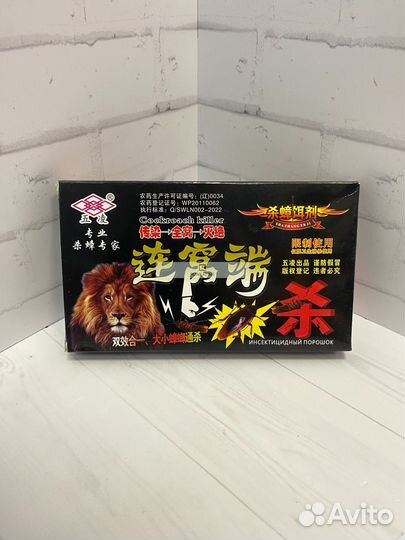 五凌
专业
杀蟑专家
农药生产许可证编号：(辽)0034
农药登记证号：WP20110062
执行标准：Q/SWLN002-2022
Cockroach killer
传染→全窝→灭绝
杀蟑饵剂
限制使用
五凌出品 谨防假冒
版权登记 违者必究
连窝端
杀
双效合一、大小蟑螂通杀
ИНСЕКТИЦИДНЫЙ ПОРОШОК
Avito